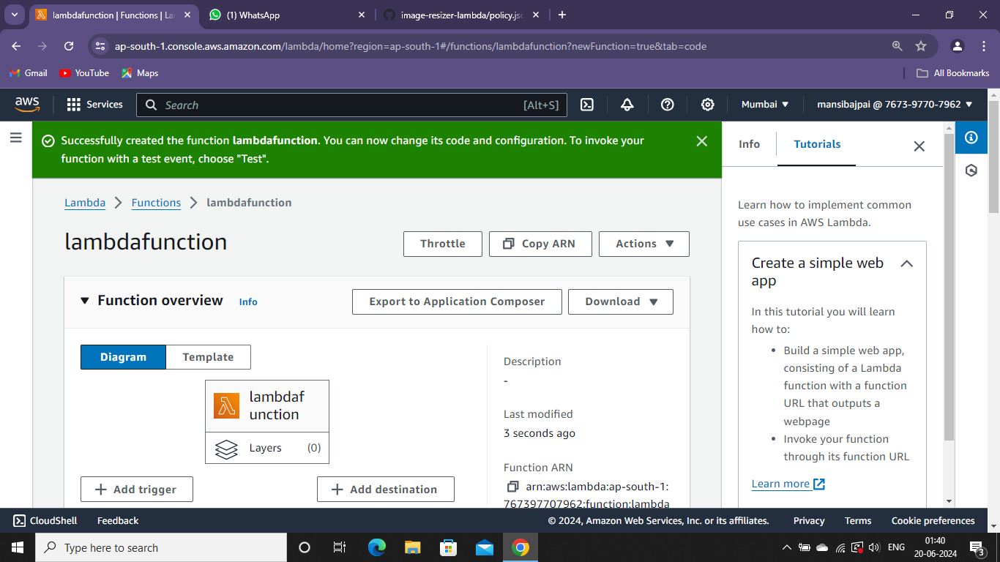 lambdafunction | Functions | La
(1) WhatsApp
image-resizer-lambda/policy.jsc
ap-south-1.console.aws.amazon.com/lambda/home?region=ap-south-1#/functions/lambdafunction?newFunction=true&tab=code
Gmail
YouTube
Maps
All Bookmarks
aws
Services
Search
[Alt+S]
Mumbai
mansibajpai @ 7673-9770-7962
Successfully created the function lambdafunction. You can now change its code and configuration. To invoke your
function with a test event, choose "Test".
Lambda
Functions
lambdafunction
lambdafunction
Throttle
Copy ARN
Actions
Function overview
Info
Export to Application Composer
Download
Diagram
Template
lambdaf
unction
Layers
(0)
Add trigger
Add destination
Description
-
Last modified
3 seconds ago
Function ARN
arn:aws:lambda:ap-south-1:
767397707962:function:lambda
Info
Tutorials
Learn how to implement common
use cases in AWS Lambda.
Create a simple web
app
In this tutorial you will learn
how to:
• Build a simple web app,
consisting of a Lambda
function with a function
URL that outputs a
webpage
• Invoke your function
through its function URL
Learn more
CloudShell
Feedback
© 2024, Amazon Web Services, Inc. or its affiliates.
Privacy
Terms
Cookie preferences
Type here to search
ENG
01:40
20-06-2024
3